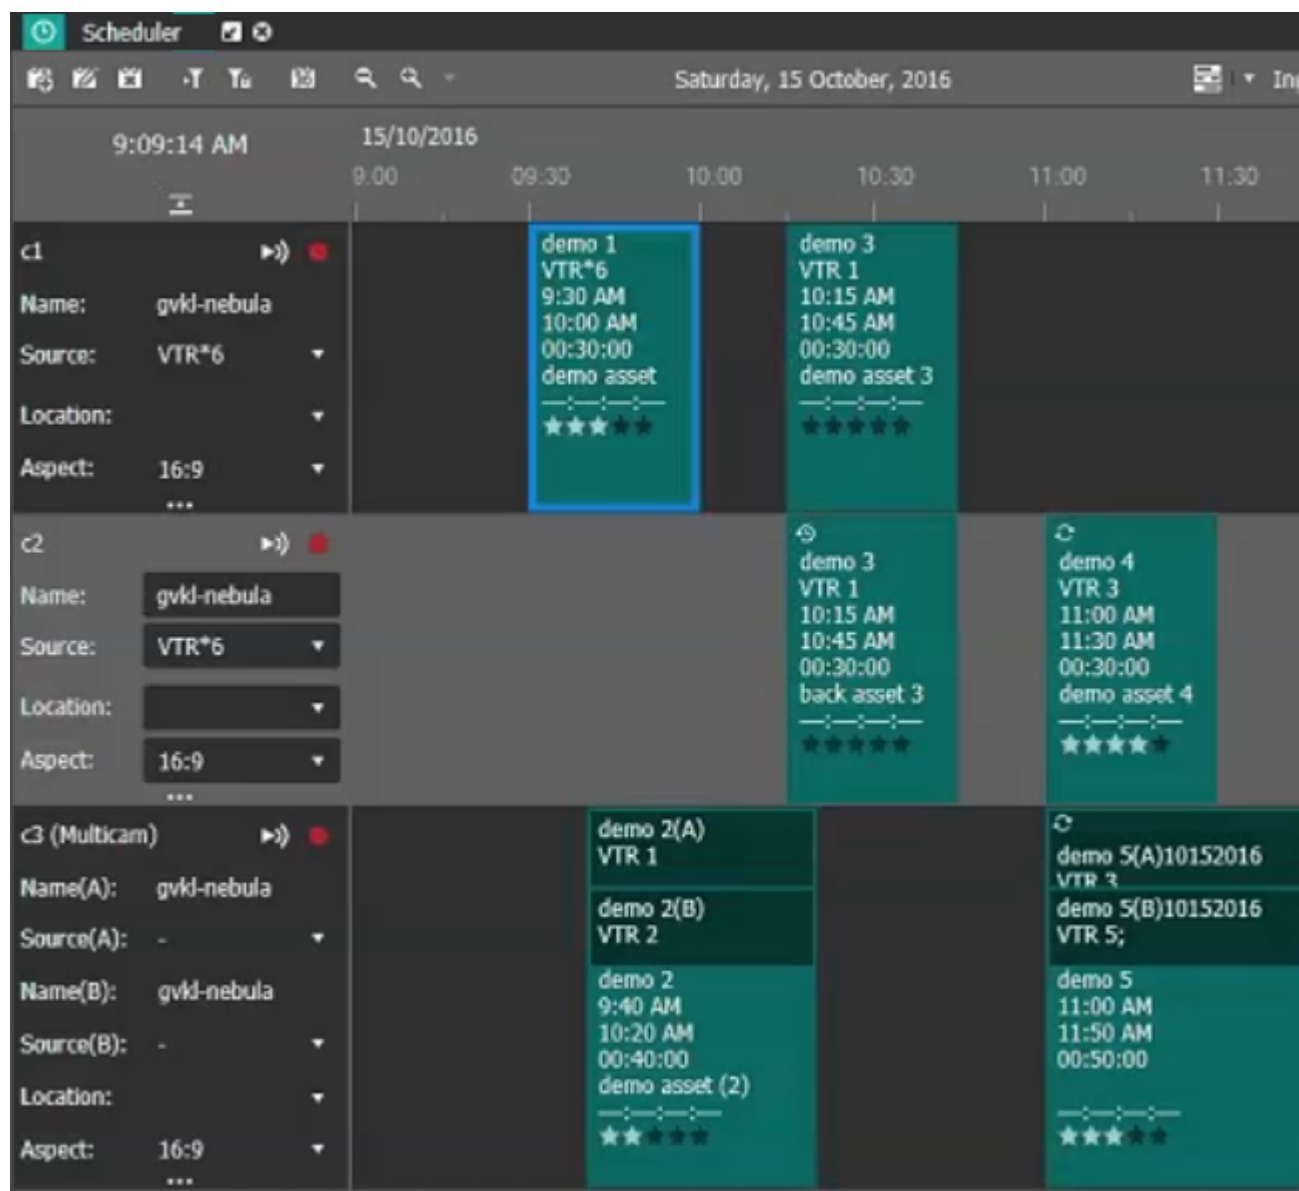 Scheduler
Saturday, 15 October, 2016
9:09:14 AM
15/10/2016
9:00 09:30 10:00 10:30 11:00 11:30
c1
Name: gvkl-nebula
Source: VTR*6
Location:
Aspect: 16:9
demo 1
VTR*6
9:30 AM
10:00 AM
00:30:00
demo asset
—:—:—:—
demo 3
VTR 1
10:15 AM
10:45 AM
00:30:00
demo asset 3
—:—:—:—
c2
Name: gvkl-nebula
Source: VTR*6
Location:
Aspect: 16:9
demo 3
VTR 1
10:15 AM
10:45 AM
00:30:00
back asset 3
—:—:—:—
demo 4
VTR 3
11:00 AM
11:30 AM
00:30:00
demo asset 4
—:—:—:—
c3 (Multicam)
Name(A): gvkl-nebula
Source(A): -
Name(B): gvkl-nebula
Source(B): -
Location:
Aspect: 16:9
demo 2(A)
VTR 1
demo 2(B)
VTR 2
demo 2
9:40 AM
10:20 AM
00:40:00
demo asset (2)
—:—:—:—
demo 5(A)10152016
VTR 3
demo 5(B)10152016
VTR 5;
demo 5
11:00 AM
11:50 AM
00:50:00
—:—:—:—